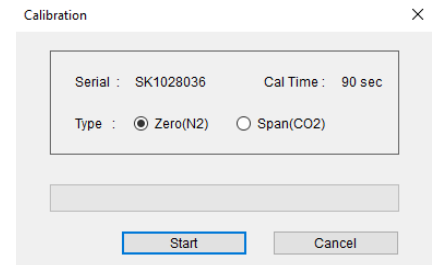 Calibration
Serial : SK1028036 Cal Time : 90 sec
Type : Zero(N2) Span(CO2)
Start Cancel